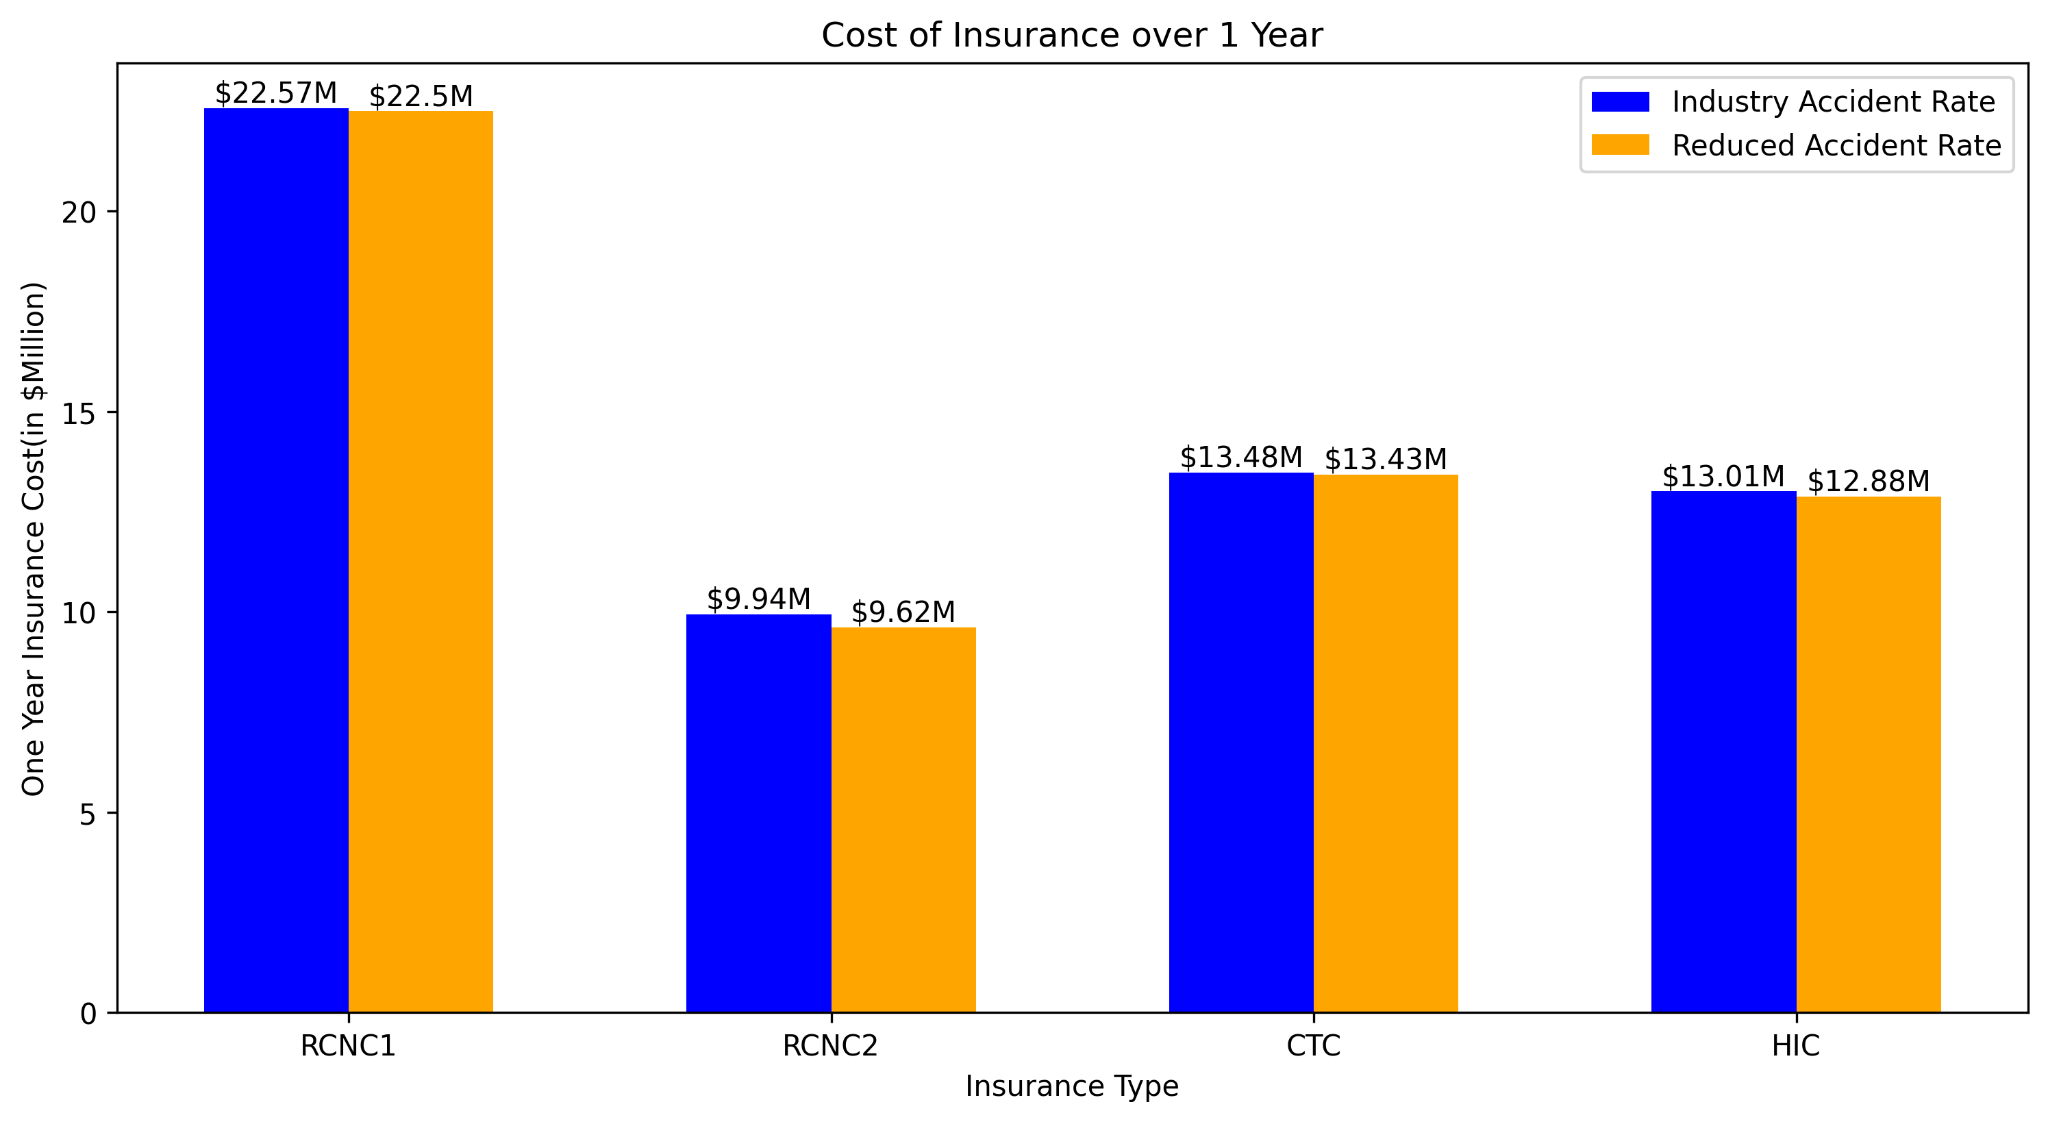 Cost of Insurance over 1 Year
$22.57M
$22.5M
$9.94M
$9.62M
$13.48M
$13.43M
$13.01M
$12.88M
Industry Accident Rate
Reduced Accident Rate
One Year Insurance Cost(in $Million)
20
15
10
5
0
RCNC1
RCNC2
CTC
HIC
Insurance Type